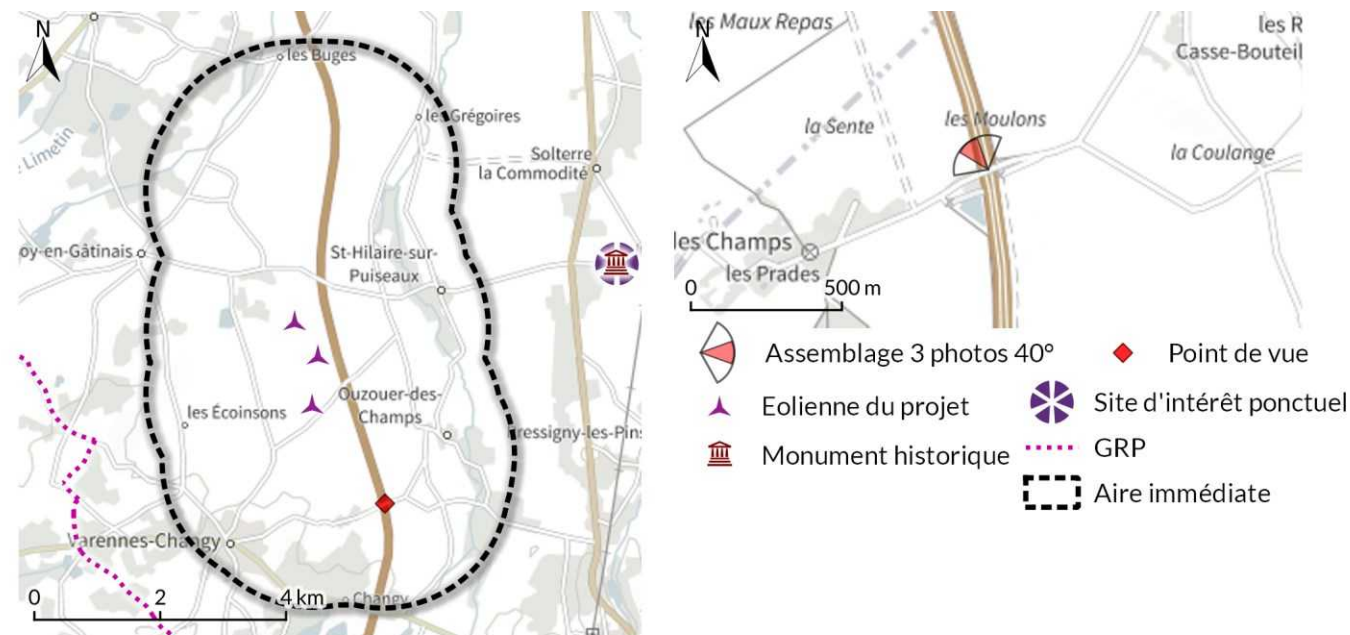 N
les Buges
les Grégoires
Limetin
Solterre
la Commodité
oy-en-Gâtinais
St-Hilaire-sur-
Puiseaux
Ouzouer-des-
Champs
les Écoinsons
ressigny-les-Pins
Varennes-Changy
Changy
0 2 4 km
N
les Maux Repas
les R
Casse-Bouteil
la Sente
les Moulons
la Coulange
les Champs
les Prades
0 500 m
Assemblage 3 photos 40°
Point de vue
Eolienne du projet
Site d'intérêt ponctuel
Monument historique
GRP
Aire immédiate